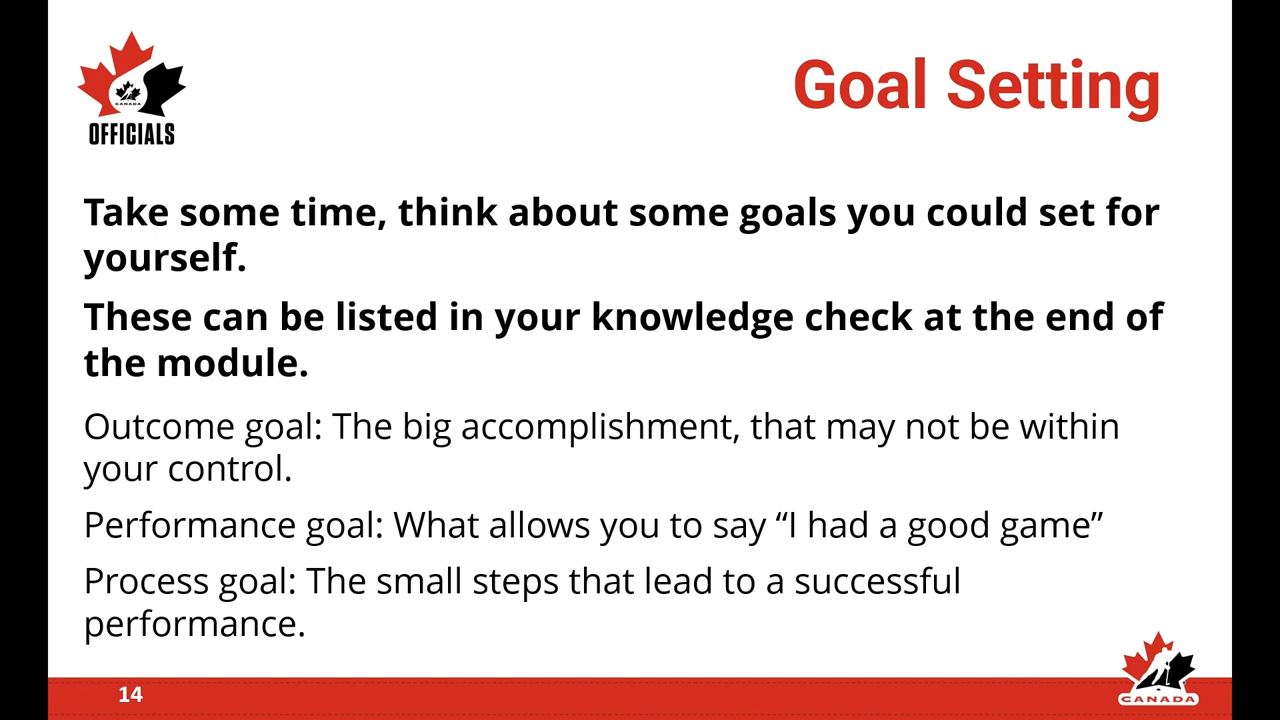 CANADA
OFFICIALS
Goal Setting
Take some time, think about some goals you could set for
yourself.
These can be listed in your knowledge check at the end of
the module.
Outcome goal: The big accomplishment, that may not be within
your control.
Performance goal: What allows you to say “I had a good game”
Process goal: The small steps that lead to a successful
performance.
14
CANADA